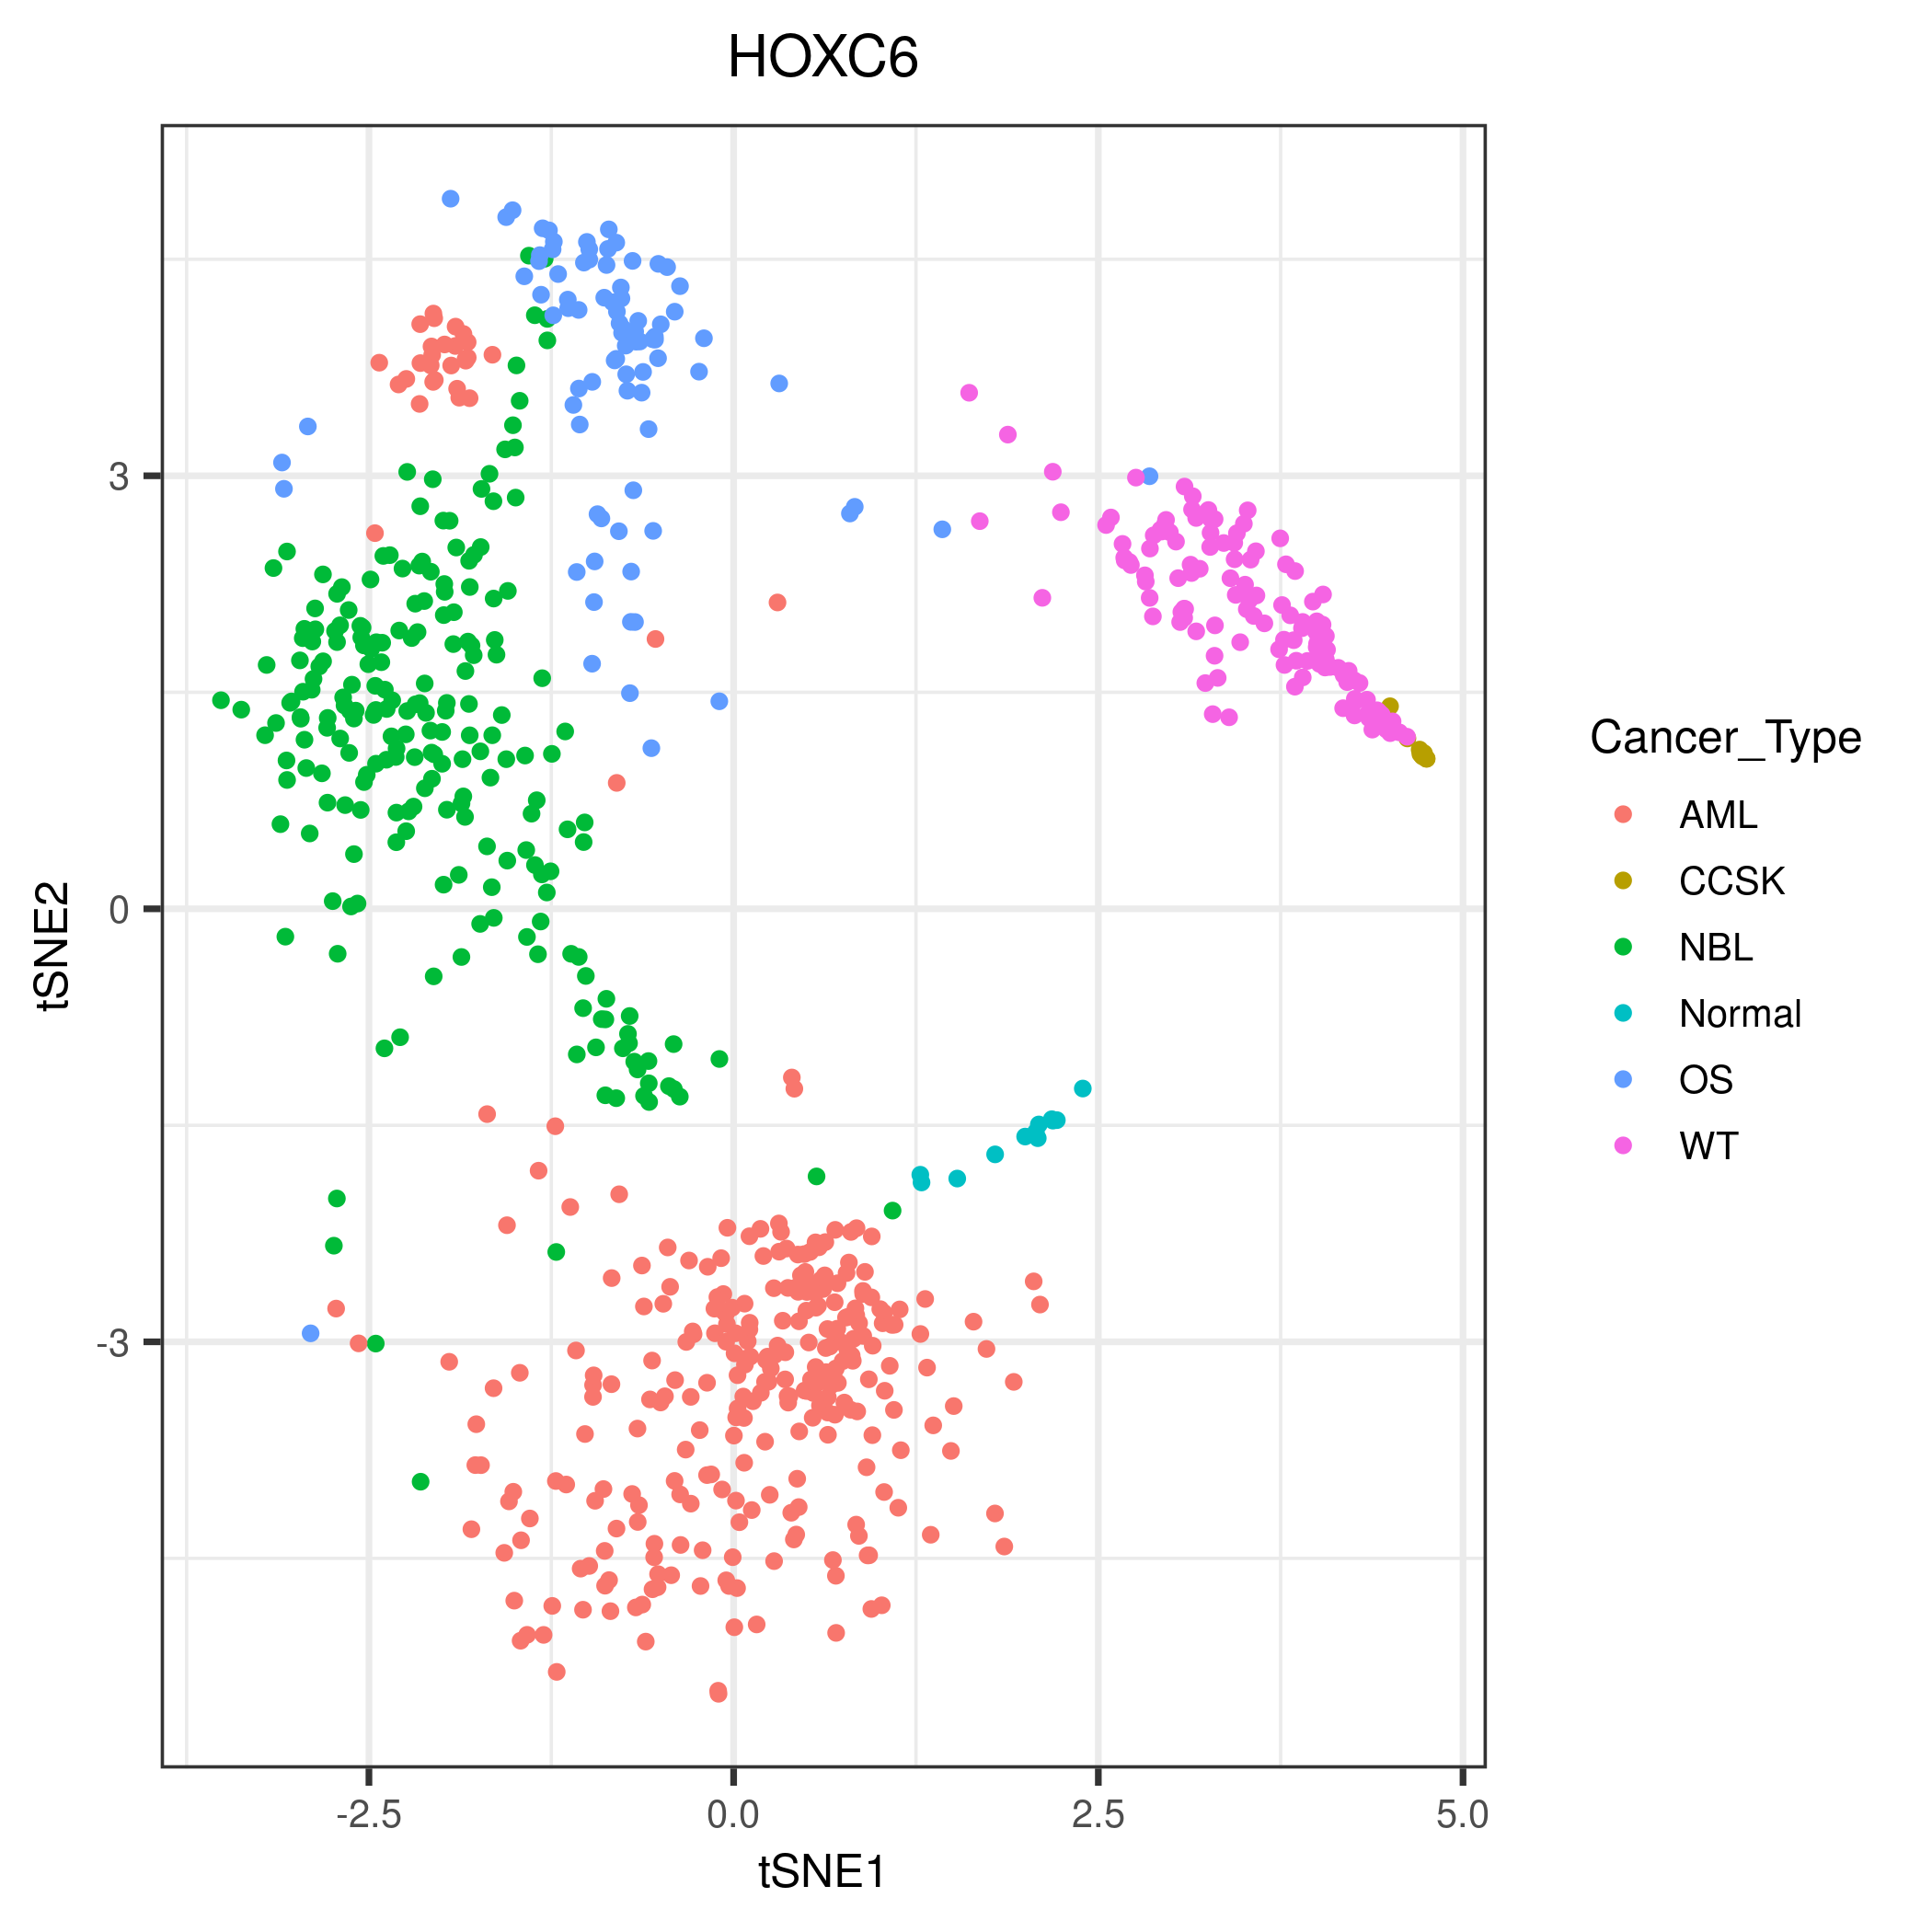 HOXC6
3
0
-3
tSNE2
-2.5
0.0
2.5
5.0
tSNE1
Cancer_Type
AML
CCSK
NBL
Normal
OS
WT